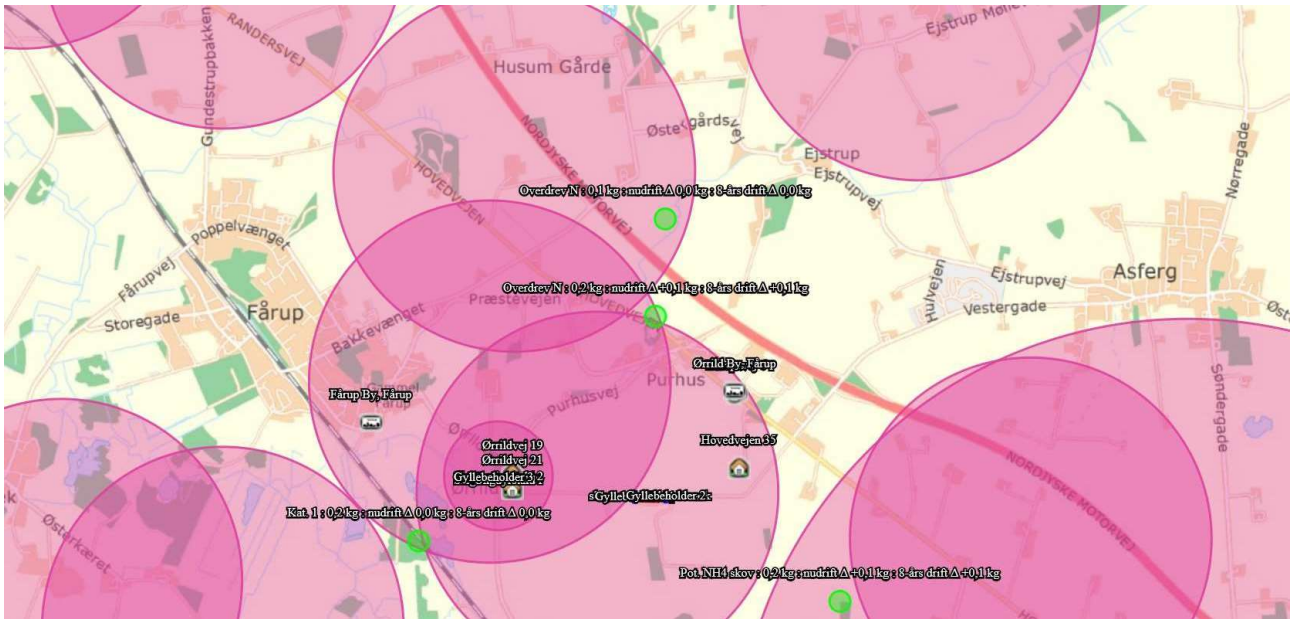 RANDERSVEJ
Gundestrupbakken
Husum Gårde
Østergårdsvej
Ejstrup Mølle
Ejstrup
Ejstrupvej
Nørregade
NORDJYSKE MOTORVEJ
HOVEDVEJEN
Overdrev N : 0,1 kg : nudrift Δ 0,0 kg : 8-års drift Δ 0,0 kg
Poppelvænget
Fårupvej
Storegade
Fårup
Bakkevænget
Præstevejen
Overdrev N : 0,2 kg : nudrift Δ +0,1 kg : 8-års drift Δ +0,1 kg
HOVEDVEJ
Hulvejen
Ejstrupvej
Vestergade
Asferg
Purhus
Purhusvej
Ørrild By, Fårup
Gammel
Fårup
Fårup By, Fårup
Søndergade
Hovedvejen 35
Ørrildvej 19
Ørrildvej 21
Gyllebeholder 2
Kat. 1 : 0,2 kg : nudrift Δ 0,0 kg : 8-års drift Δ 0,0 kg
Østerkæret
NORDJYSKE MOTORVEJ
Pot. NH4 skov : 0,2 kg : nudrift Δ +0,1 kg : 8-års drift Δ +0,1 kg